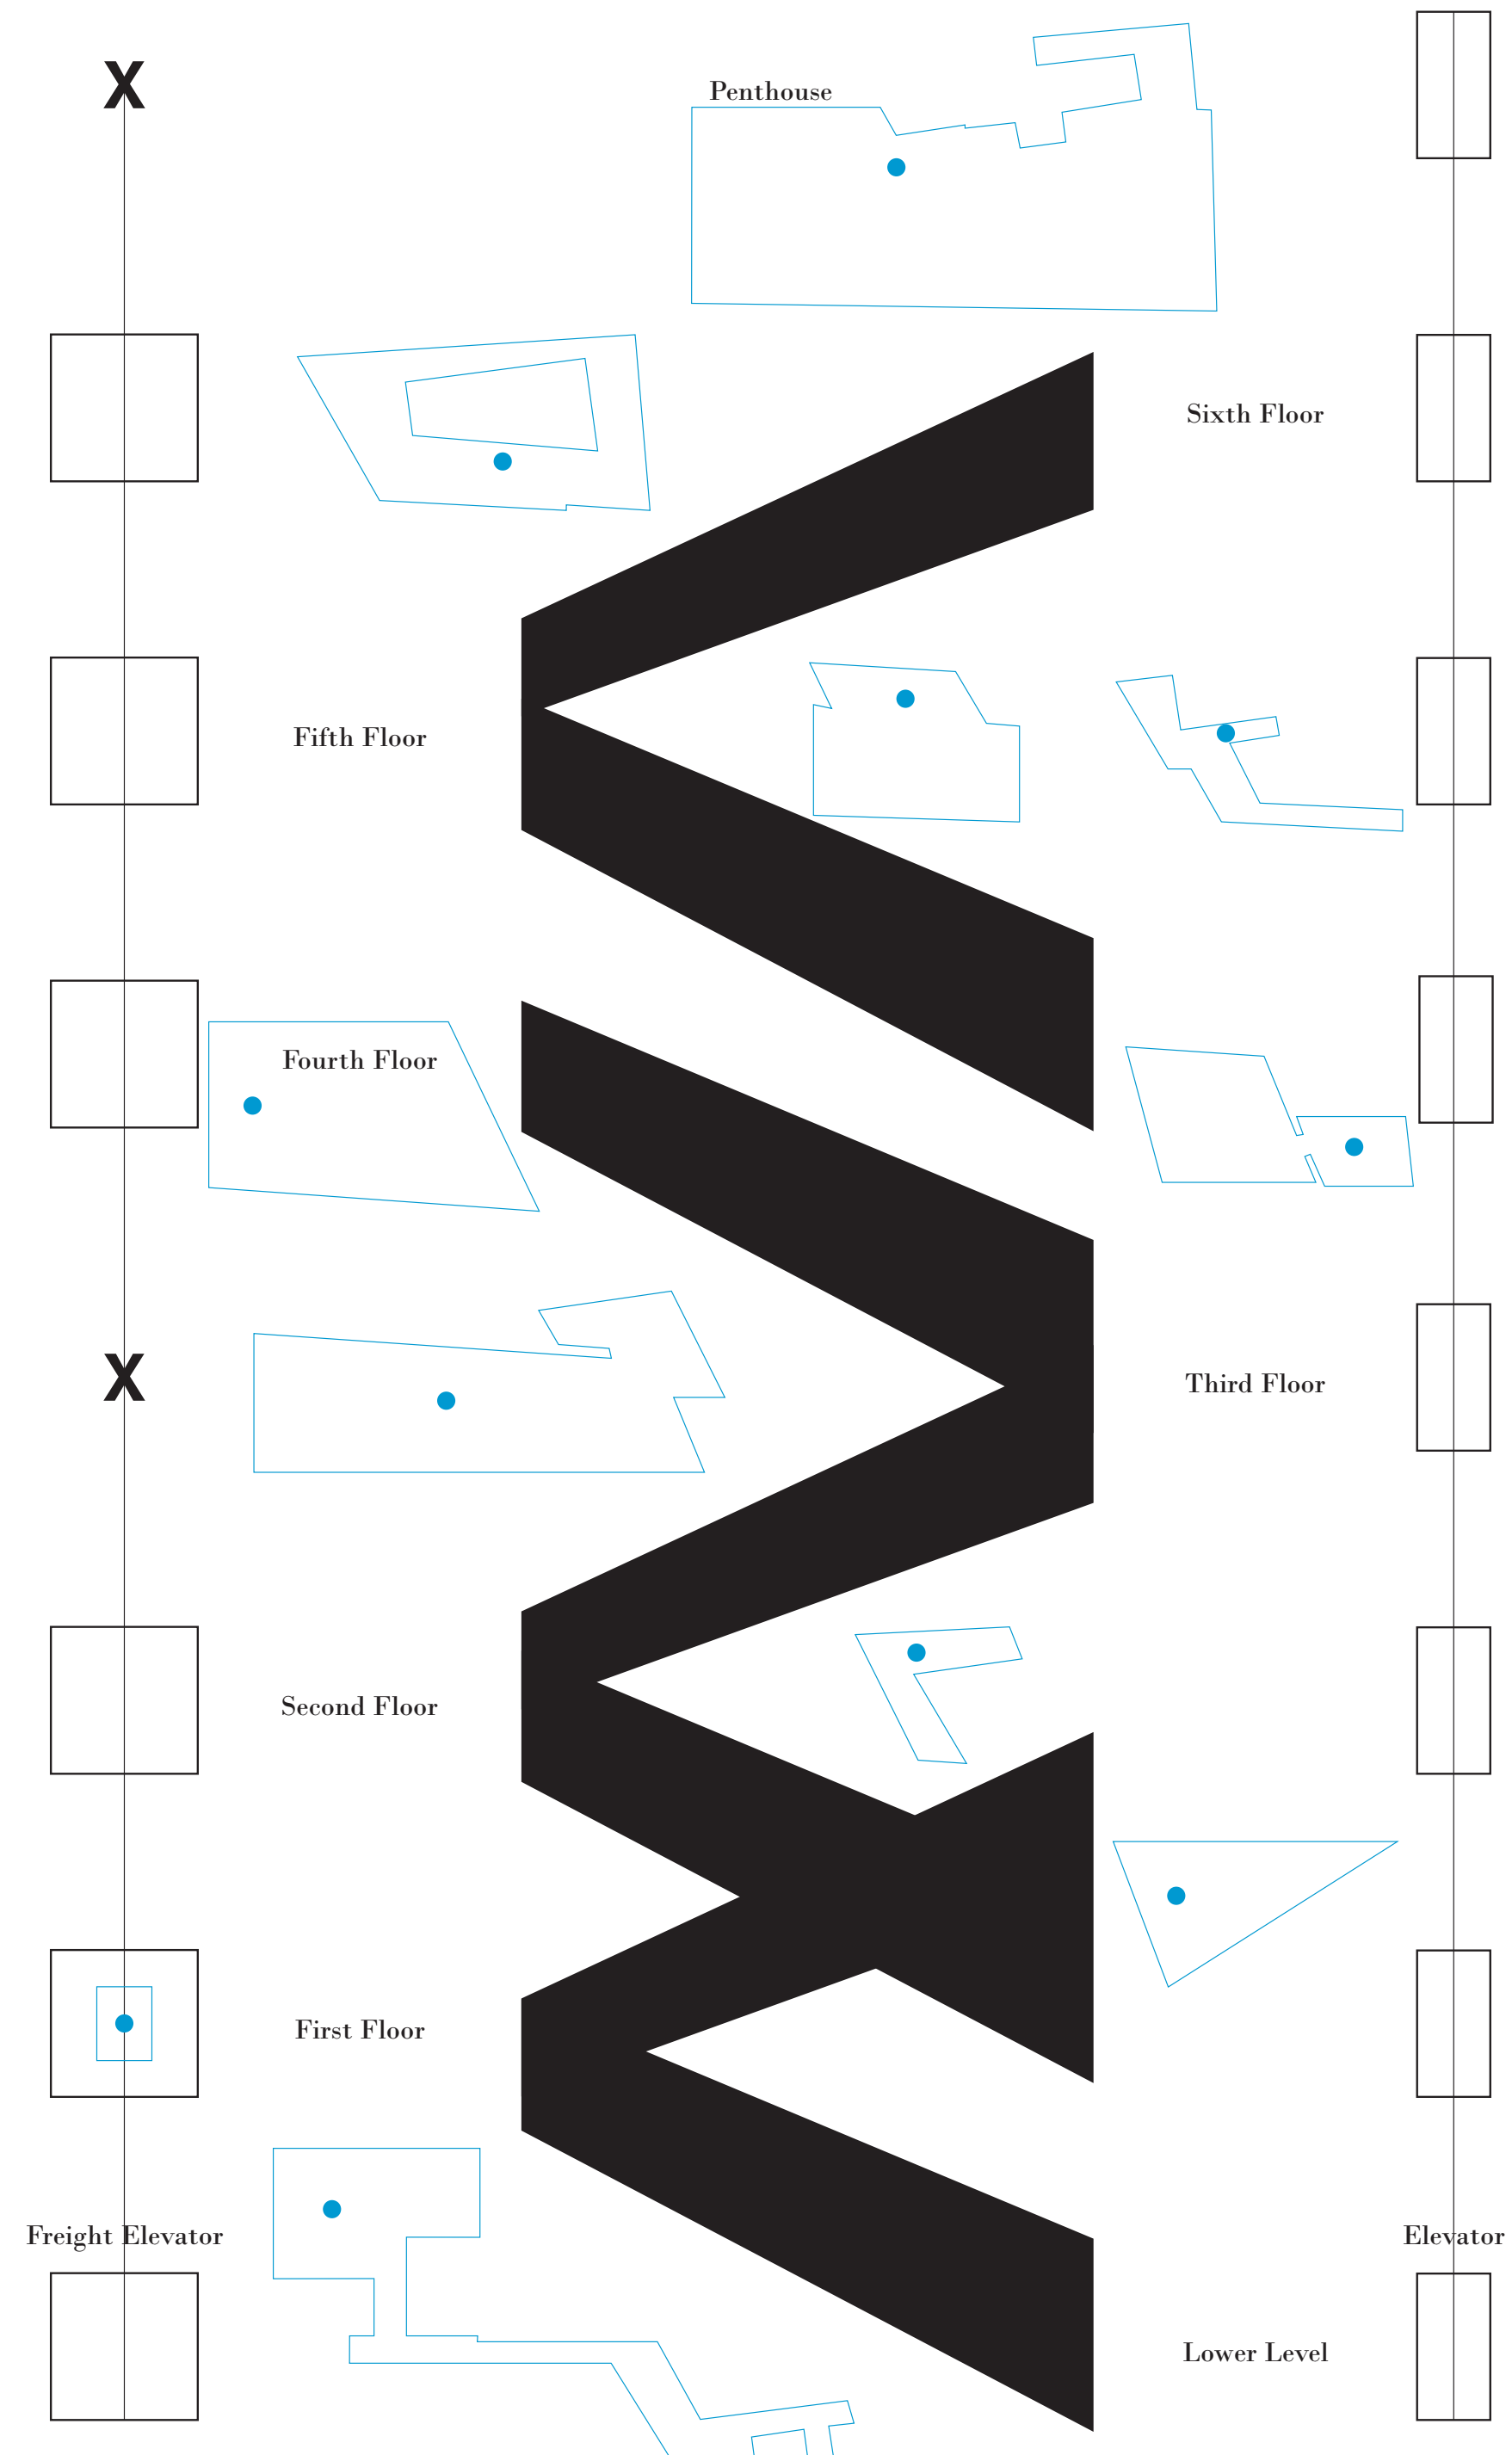 X
Penthouse
Sixth Floor
Fifth Floor
Fourth Floor
X
Third Floor
Second Floor
First Floor
Freight Elevator
Elevator
Lower Level